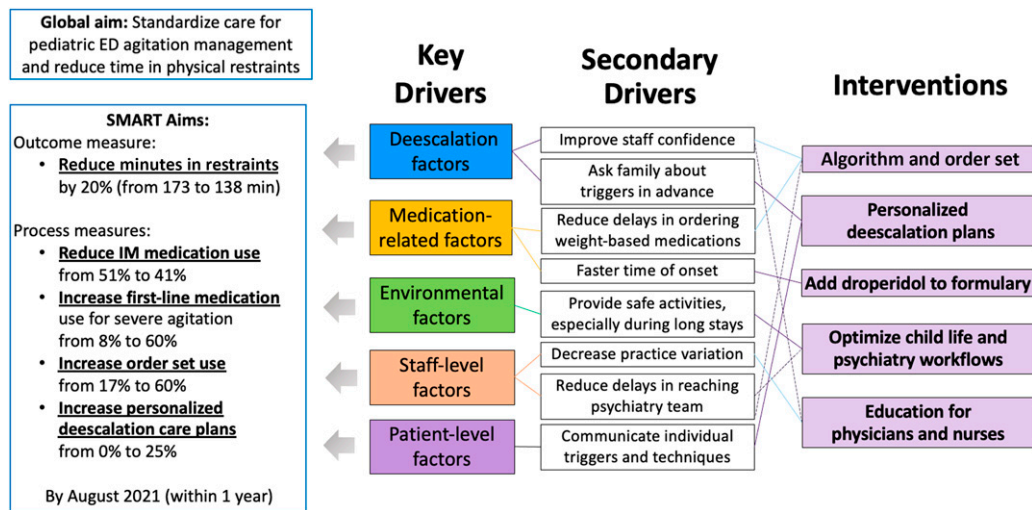 Global aim: Standardize care for
pediatric ED agitation management
and reduce time in physical restraints
SMART Aims:
Outcome measure:
• Reduce minutes in restraints
by 20% (from 173 to 138 min)
Process measures:
• Reduce IM medication use
from 51% to 41%
• Increase first-line medication
use for severe agitation
from 8% to 60%
• Increase order set use
from 17% to 60%
• Increase personalized
deescalation care plans
from 0% to 25%
By August 2021 (within 1 year)
Key
Drivers
Deescalation
factors
Medication-
related factors
Environmental
factors
Staff-level
factors
Patient-level
factors
Secondary
Drivers
Improve staff confidence
Ask family about
triggers in advance
Reduce delays in ordering
weight-based medications
Faster time of onset
Provide safe activities,
especially during long stays
Decrease practice variation
Reduce delays in reaching
psychiatry team
Communicate individual
triggers and techniques
Interventions
Algorithm and order set
Personalized
deescalation plans
Add droperidol to formulary
Optimize child life and
psychiatry workflows
Education for
physicians and nurses